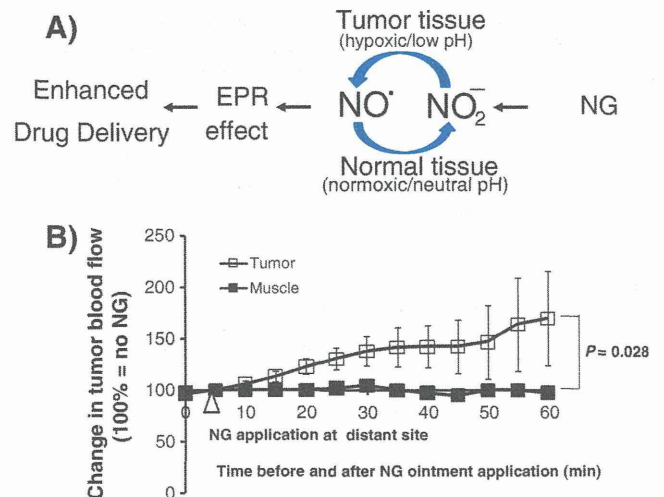 A)
Tumor tissue
(hypoxic/low pH)
Enhanced
Drug Delivery
EPR
effect
NO˙
NO₂⁻
NG
Normal tissue
(normoxic/neutral pH)
B)
Change in tumor blood flow
(100% = no NG)
250
200
150
100
50
0
Tumor
Muscle
P = 0.028
0 10 20 30 40 50 60
NG application at distant site
Time before and after NG ointment application (min)